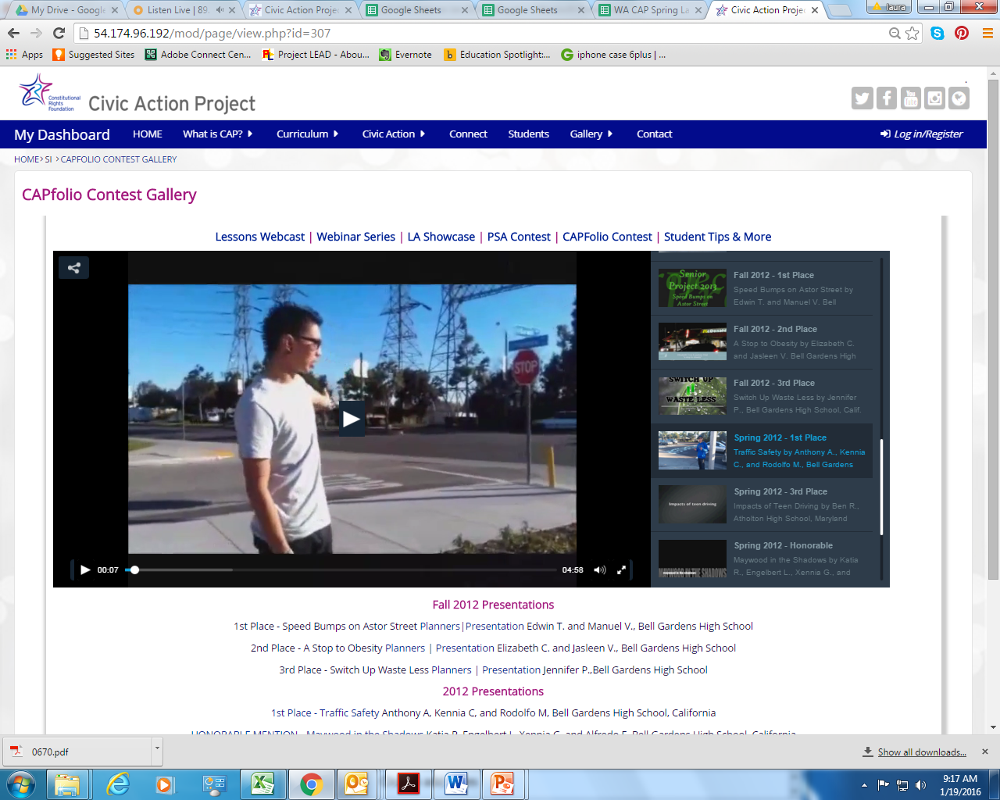 My Drive - Google
Listen Live | 89.
Civic Action Proje
Google Sheets
Google Sheets
WA CAP Spring La
Civic Action Proje
laura
54.174.96.192/mod/page/view.php?id=307
Apps
Suggested Sites
Adobe Connect Cen...
Project LEAD - Abou...
Evernote
Education Spotlight:...
iphone case 6plus | ...
Constitutional
Rights
Foundation
Civic Action Project
You
Tube
My Dashboard
HOME
What is CAP?
Curriculum
Civic Action
Connect
Students
Gallery
Contact
Log in/Register
HOME › SI › CAPFOLIO CONTEST GALLERY
CAPfolio Contest Gallery
Lessons Webcast | Webinar Series | LA Showcase | PSA Contest | CAPFolio Contest | Student Tips & More
STOP
00:07
04:58
Senior
Project 2013
Speed Bumps on
Astor Street
Fall 2012 - 1st Place
Speed Bumps on Astor Street by
Edwin T. and Manuel V. Bell
Fall 2012 - 2nd Place
A Stop to Obesity by Elizabeth C.
and Jasleen V. Bell Gardens High
SWITCH UP
WASTE LESS
Fall 2012 - 3rd Place
Switch Up Waste Less by Jennifer
P., Bell Gardens High School, Calif.
Spring 2012 - 1st Place
Traffic Safety by Anthony A., Kennia
C., and Rodolfo M., Bell Gardens
Impacts of teen driving
Spring 2012 - 3rd Place
Impacts of Teen Driving by Ben R.,
Atholton High School, Maryland
MAYWOOD IN THE SHADOWS
Spring 2012 - Honorable
Maywood in the Shadows by Katia
R., Engelbert L., Xennia G., and
Fall 2012 Presentations
1st Place - Speed Bumps on Astor Street Planners|Presentation Edwin T. and Manuel V., Bell Gardens High School
2nd Place - A Stop to Obesity Planners | Presentation Elizabeth C. and Jasleen V., Bell Gardens High School
3rd Place - Switch Up Waste Less Planners | Presentation Jennifer P.,Bell Gardens High School
2012 Presentations
1st Place - Traffic Safety Anthony A, Kennia C, and Rodolfo M, Bell Gardens High School, California
HONORABLE MENTION - Maywood in the Shadows Katia R, Engelbert L, Xennia G, and Alfredo F, Bell Gardens High School, California
0670.pdf
Show all downloads...
9:17 AM
1/19/2016